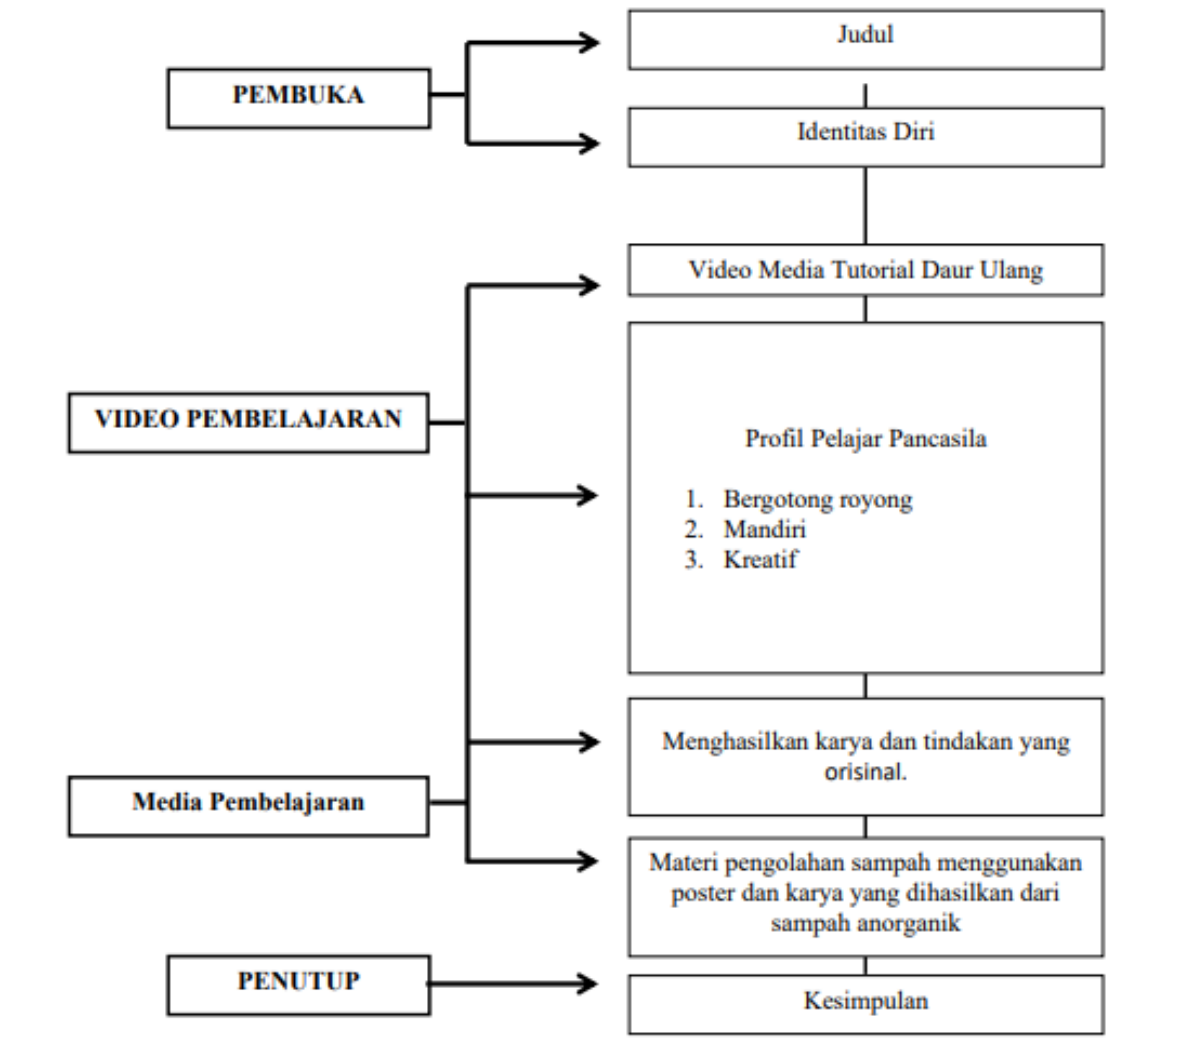 Judul
PEMBUKA
Identitas Diri
Video Media Tutorial Daur Ulang
VIDEO PEMBELAJARAN
Profil Pelajar Pancasila
1. Bergotong royong
2. Mandiri
3. Kreatif
Menghasilkan karya dan tindakan yang
orisinal.
Media Pembelajaran
Materi pengolahan sampah menggunakan
poster dan karya yang dihasilkan dari
sampah anorganik
PENUTUP
Kesimpulan